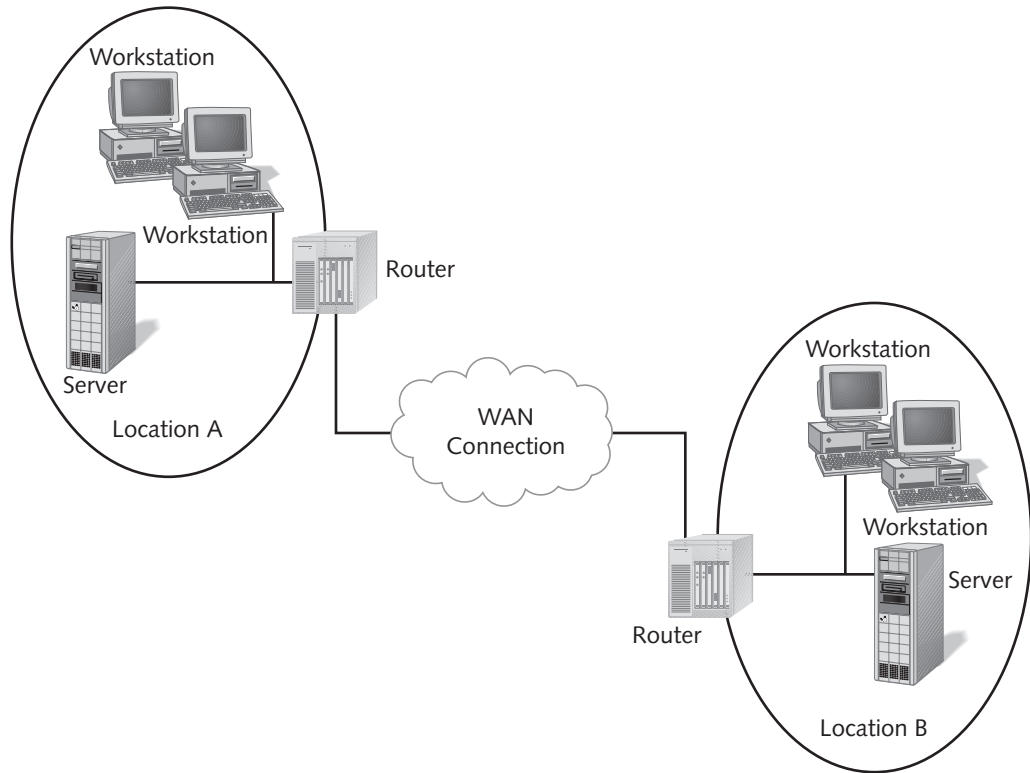 Workstation
Workstation
Router
Server
Location A
WAN
Connection
Workstation
Workstation
Server
Router
Location B